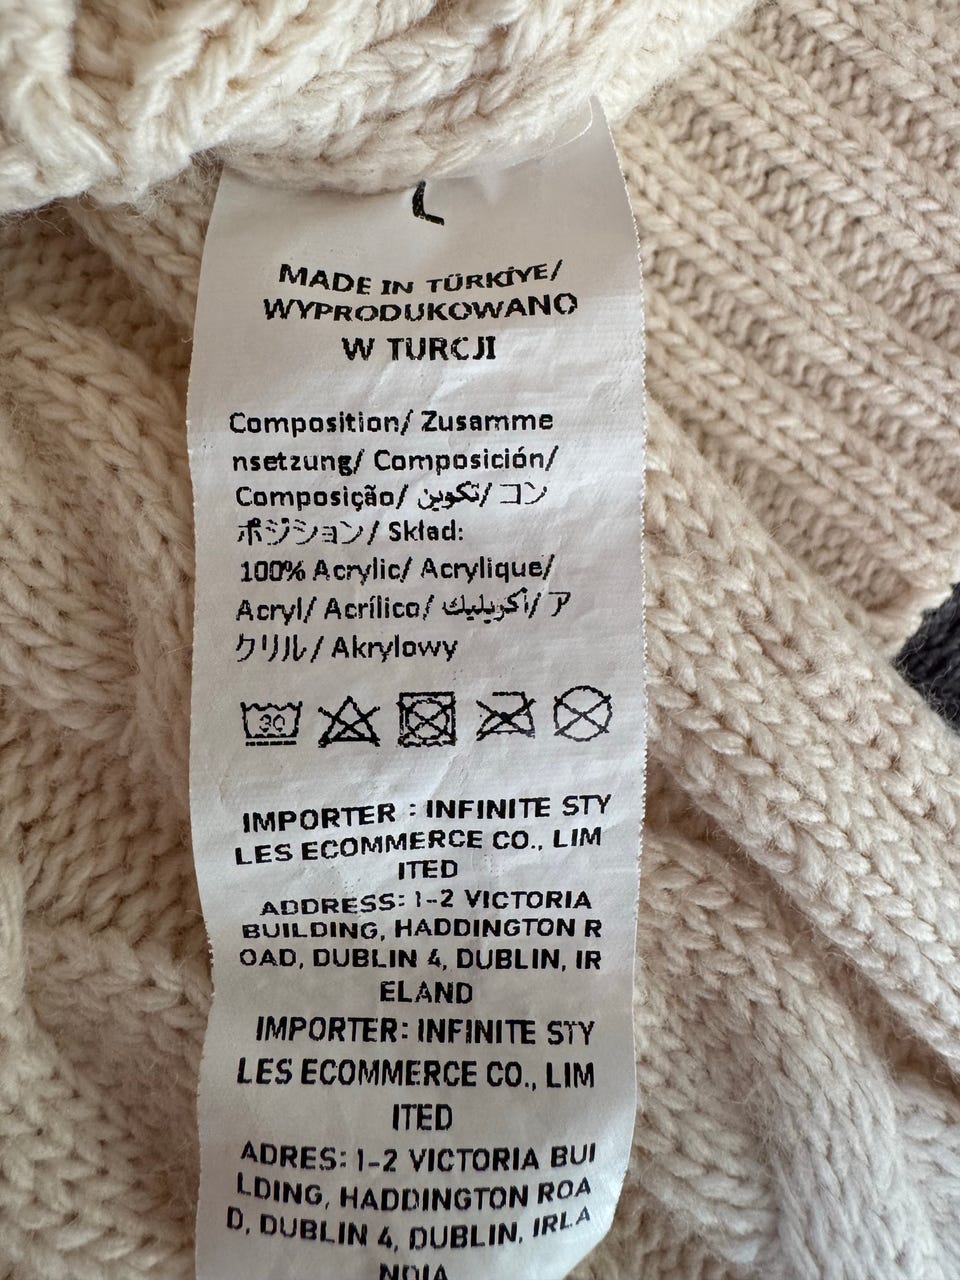 L
MADE IN TÜRKİYE/
WYPRODUKOWANO
W TURCJI
Composition/ Zusamme
nsetzung/ Composición/
Composição/ تكوين/ コン
ポジション/ Skład:
100% Acrylic/ Acrylique/
Acryl/ Acrílico/ أكريليك/ ア
クリル/ Akrylowy
30
IMPORTER : INFINITE STY
LES ECOMMERCE CO., LIM
ITED
ADDRESS: 1-2 VICTORIA
BUILDING, HADDINGTON R
OAD, DUBLIN 4, DUBLIN, IR
ELAND
IMPORTER: INFINITE STY
LES ECOMMERCE CO., LIM
ITED
ADRES: 1-2 VICTORIA BUI
LDING, HADDINGTON ROA
D, DUBLIN 4, DUBLIN, IRLA
NDIA